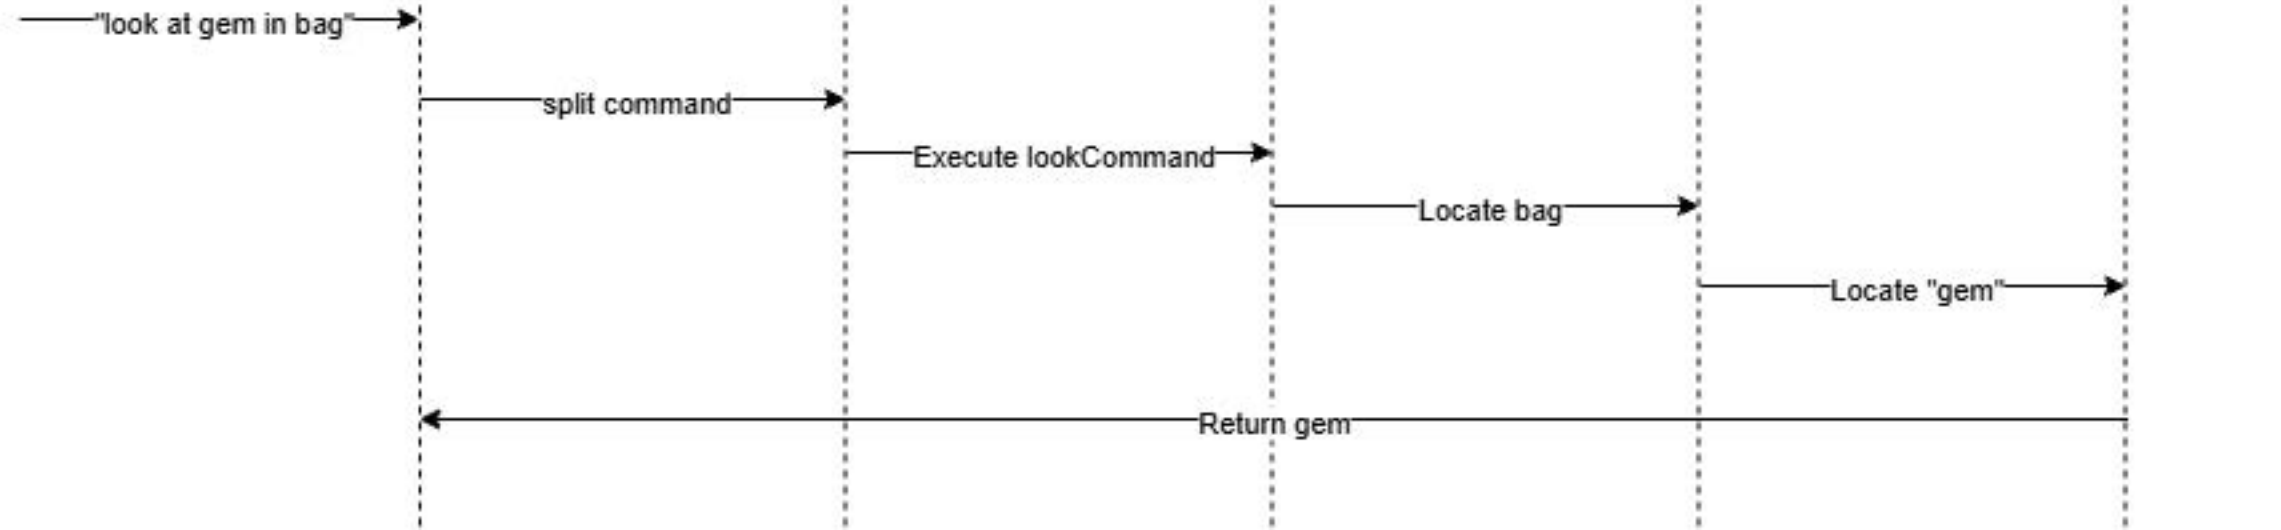 "look at gem in bag"
split command
Execute lookCommand
Locate bag
Locate "gem"
Return gem